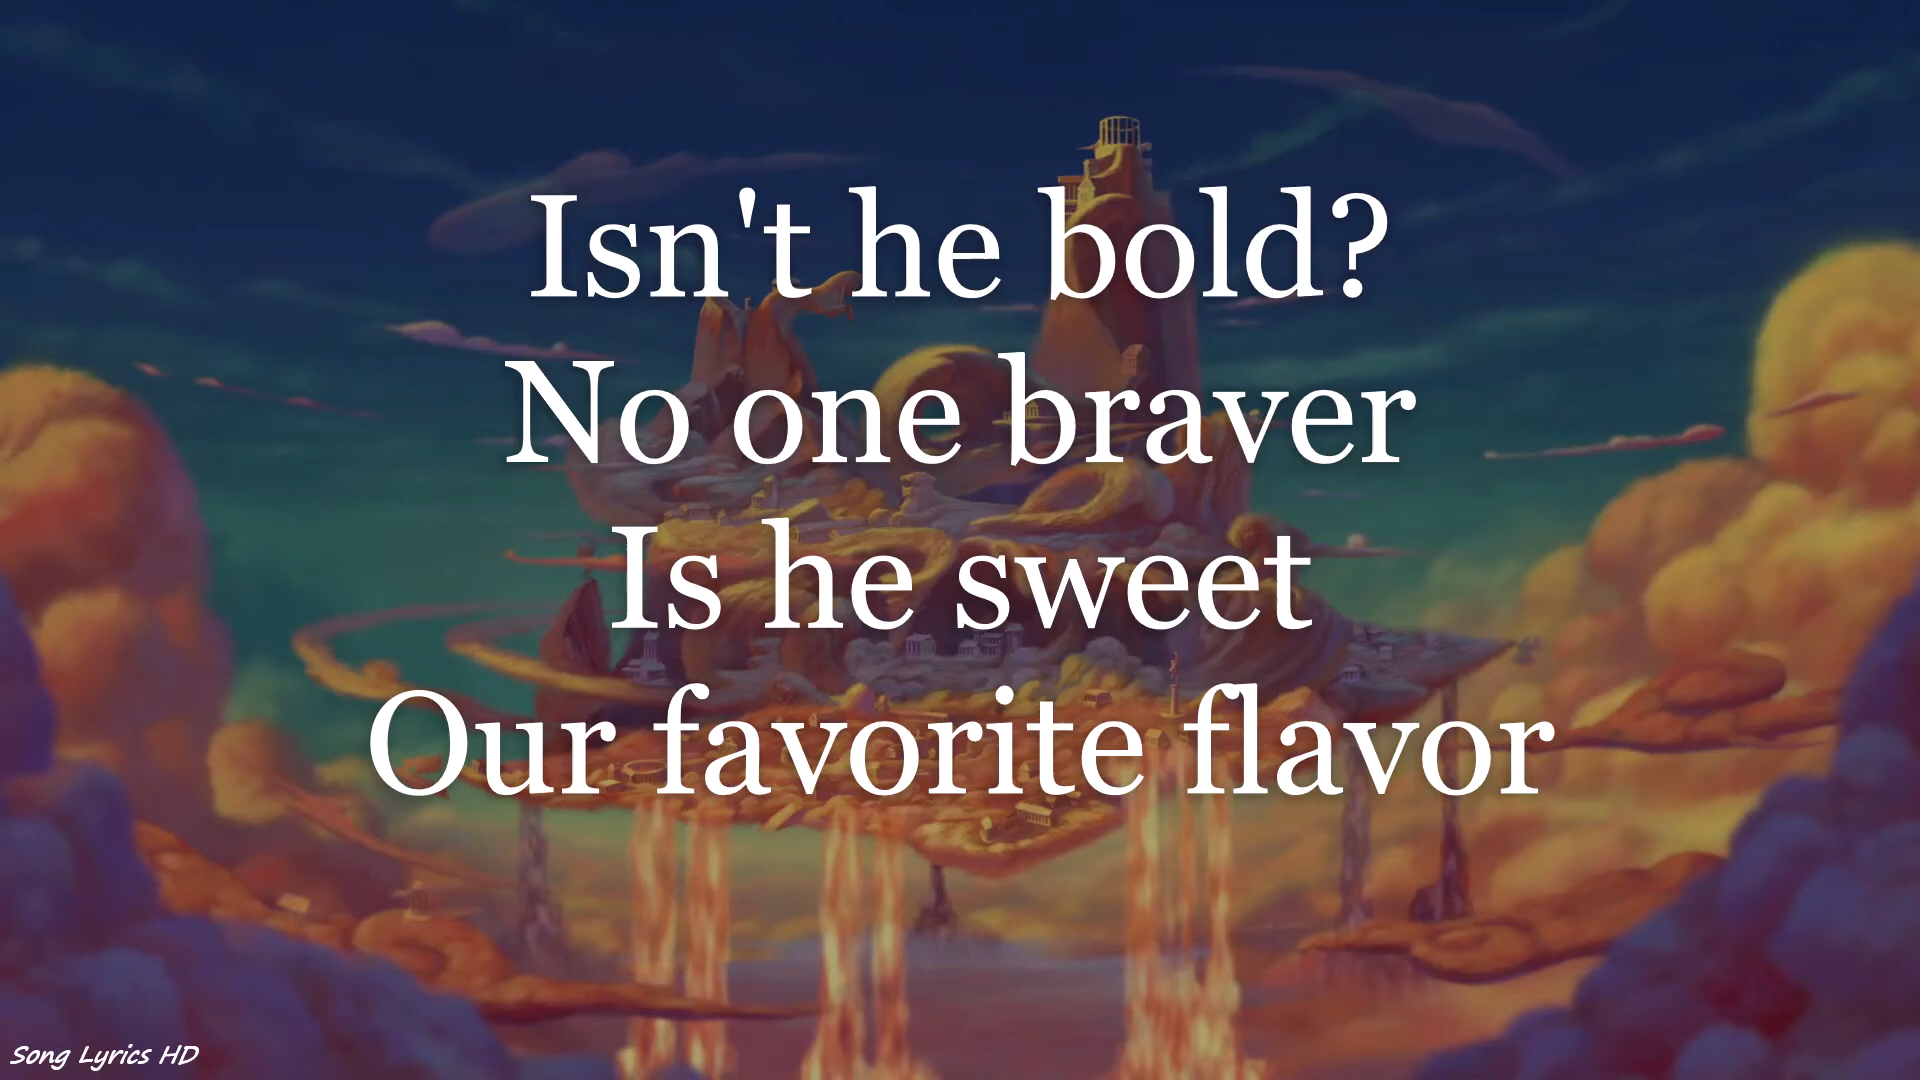 Isn't he bold?
No one braver
Is he sweet
Our favorite flavor
Song Lyrics HD